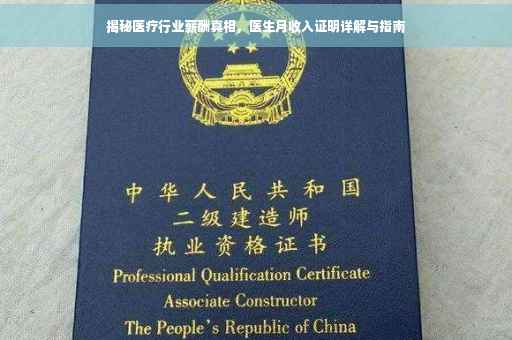 揭秘医疗行业薪酬真相，医生月收入证明详解与指南
中华人民共和国
二级建造师
执业资格证书
Professional Qualification Certificate
Associate Constructor
The People's Republic of China